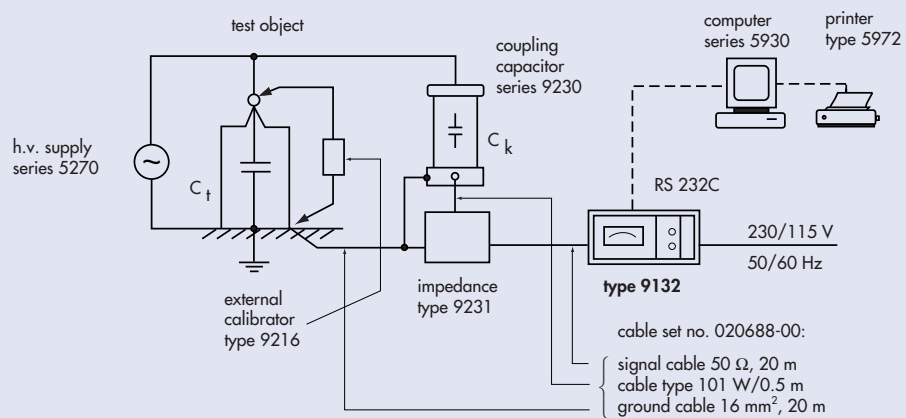 test object
computer
series 5930
printer
type 5972
coupling
capacitor
series 9230
h.v. supply
series 5270
~
C t
C k
RS 232C
230/115 V
50/60 Hz
impedance
type 9231
type 9132
external
calibrator
type 9216
cable set no. 020688-00:
signal cable 50 Ω, 20 m
cable type 101 W/0.5 m
ground cable 16 mm², 20 m